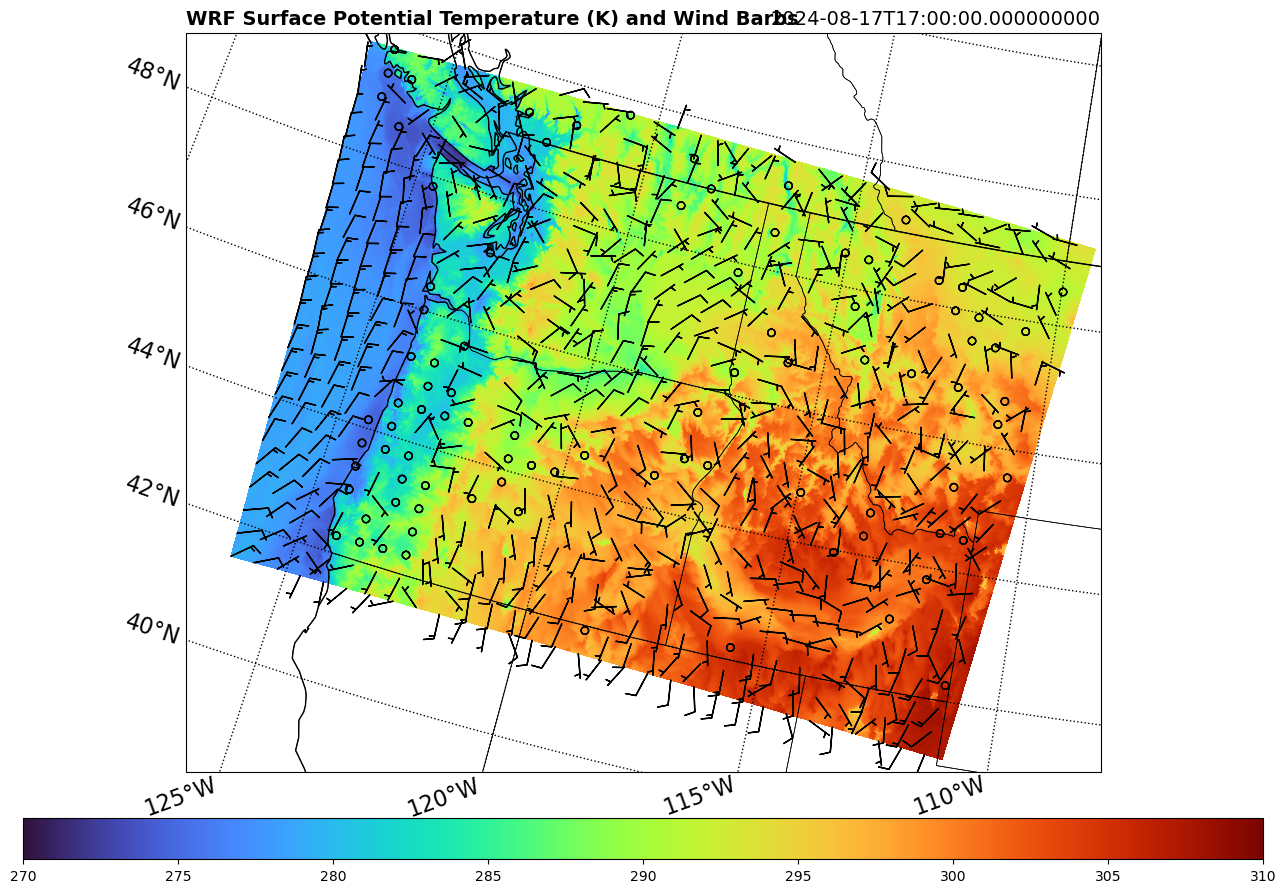 WRF Surface Potential Temperature (K) and Wind Barbs 2024-08-17T17:00:00.000000000
48°N
46°N
44°N
42°N
40°N
125°W 120°W 115°W 110°W
270 275 280 285 290 295 300 305 310